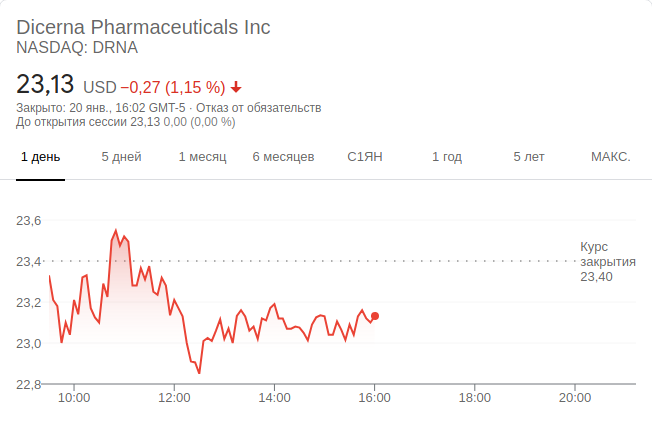 Dicerna Pharmaceuticals Inc
NASDAQ: DRNA
23,13 USD −0,27 (1,15 %)
Закрыто: 20 янв., 16:02 GMT-5 · Отказ от обязательств
До открытия сессии 23,13 0,00 (0,00 %)
1 день 5 дней 1 месяц 6 месяцев С1ЯН 1 год 5 лет МАКС.
23,6
23,4
23,2
23,0
22,8
Курс
закрытия
23,40
10:00 12:00 14:00 16:00 18:00 20:00